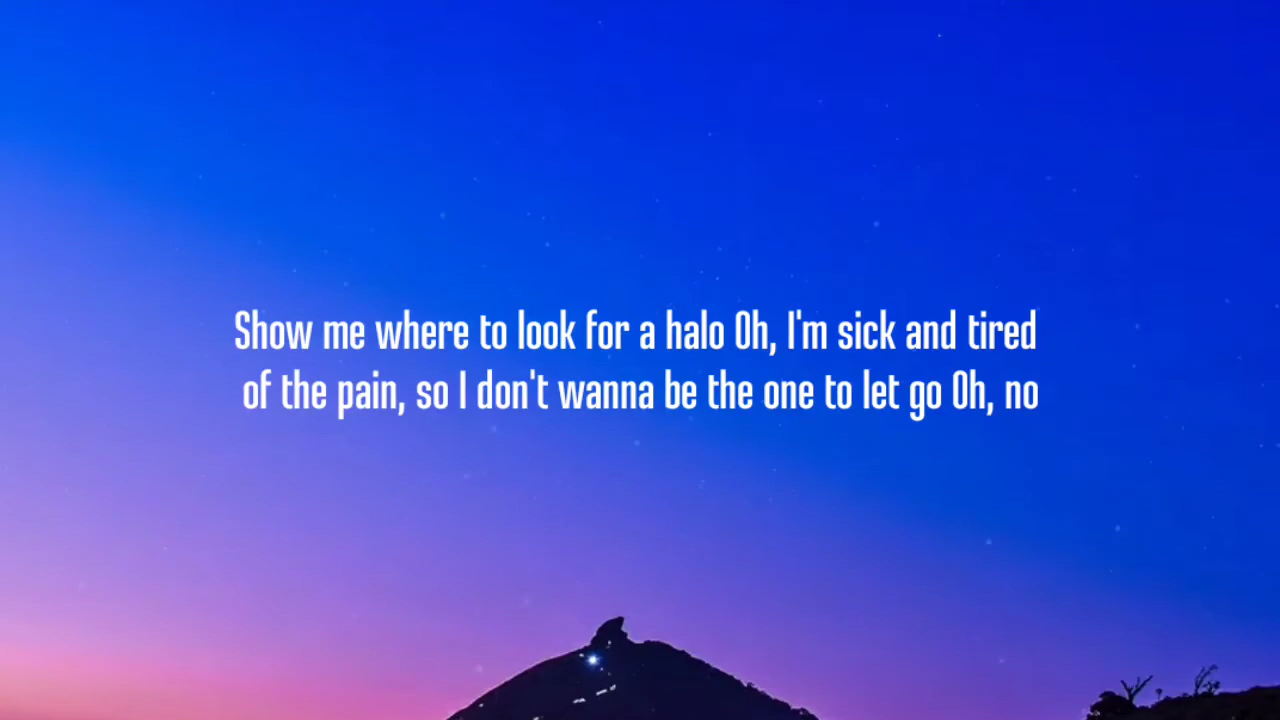 Show me where to look for a halo Oh, I'm sick and tired
of the pain, so I don't wanna be the one to let go Oh, no